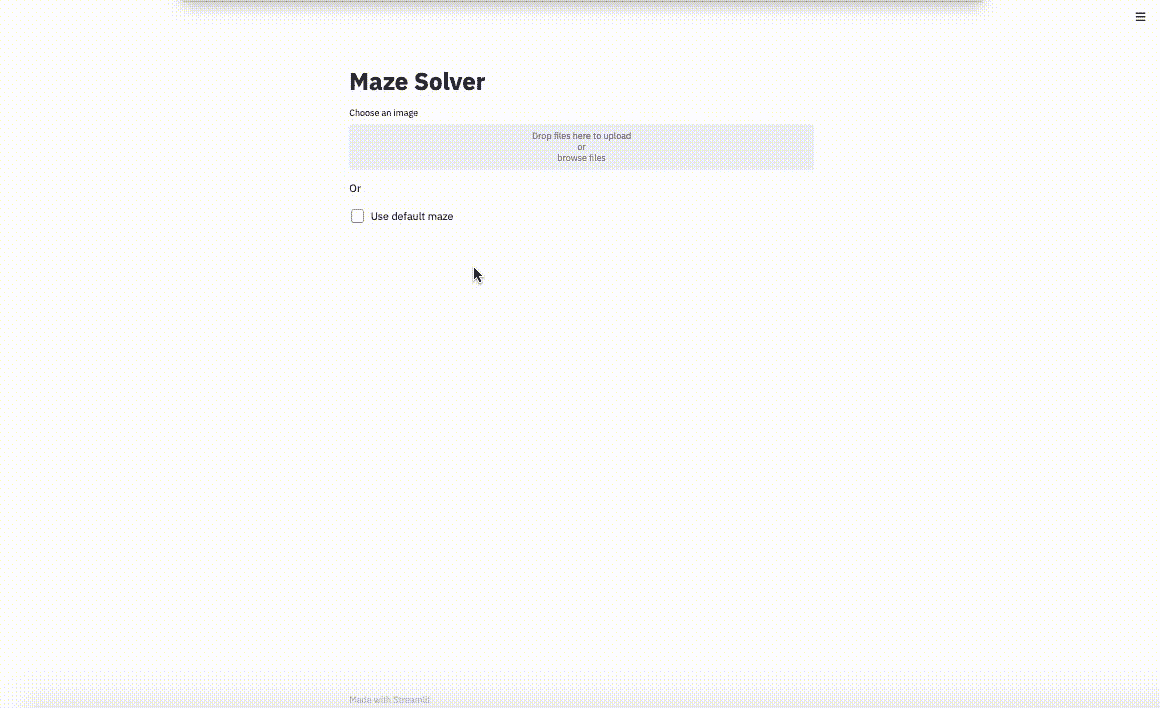 Maze Solver
Choose an image
Drop files here to upload
or
browse files
Or
Use default maze
Made with Streamlit